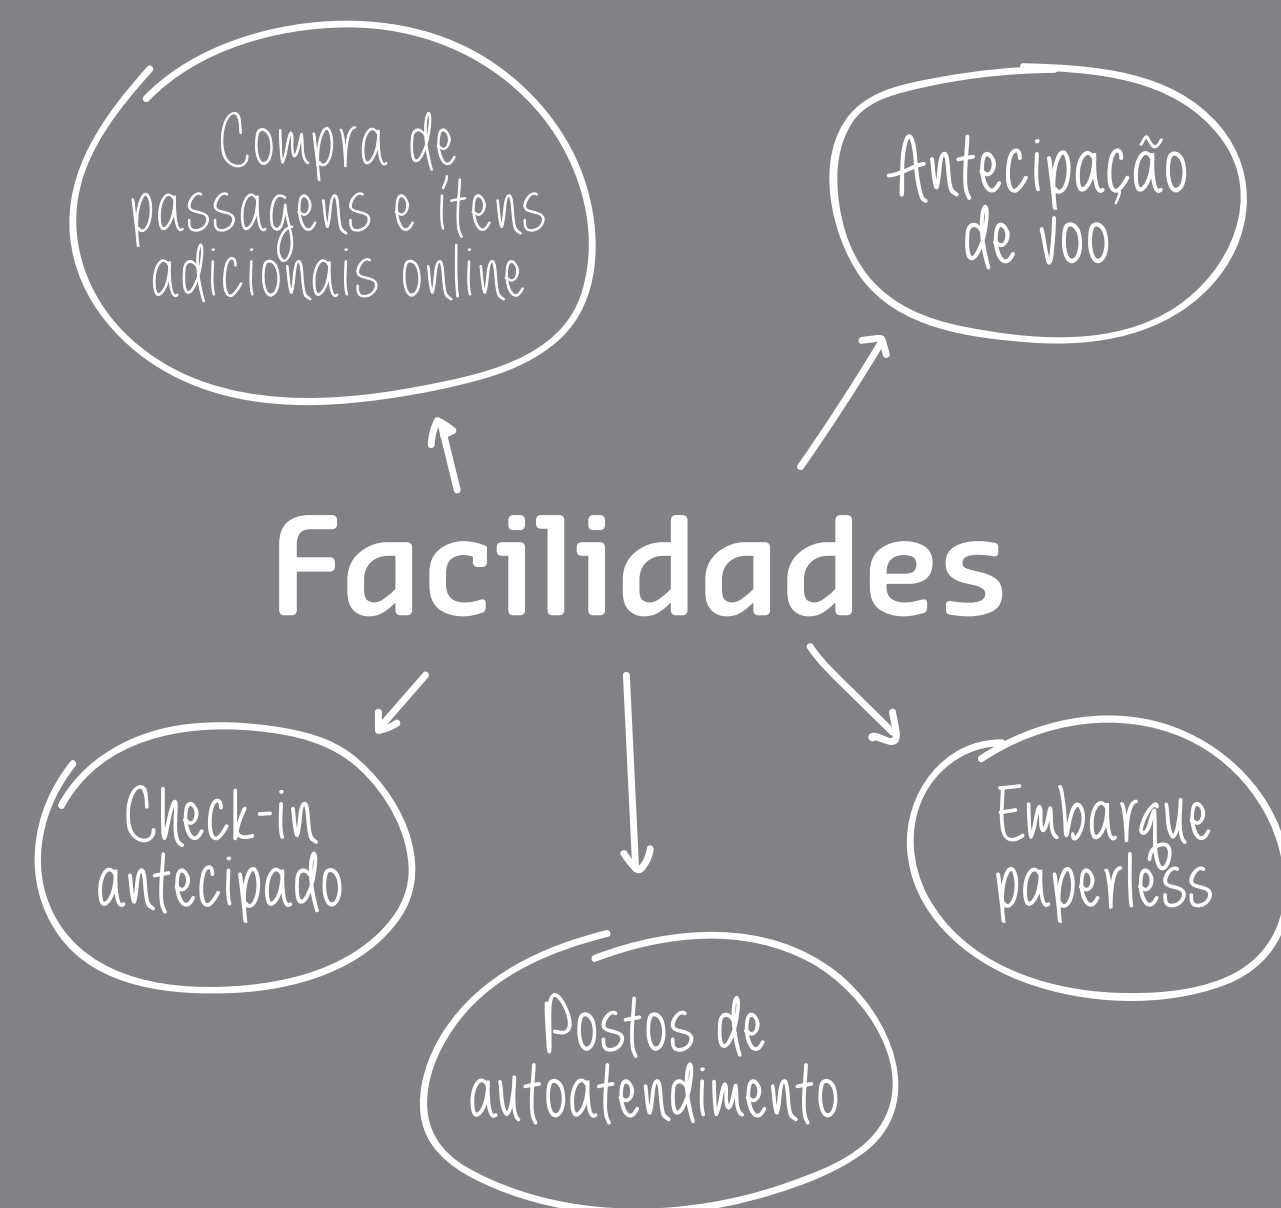 Compra de
passagens e ítens
adicionais online
Antecipação
de voo
Facilidades
Check-in
antecipado
Embarque
paperless
Postos de
autoatendimento